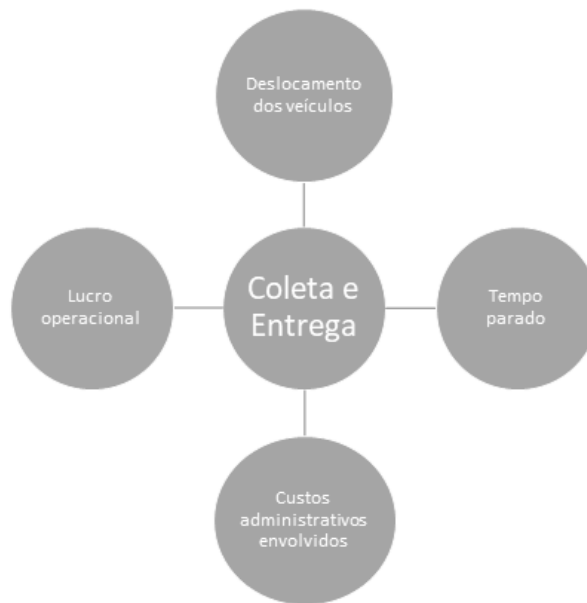 Deslocamento
dos veículos
Lucro
operacional
Coleta e
Entrega
Tempo
parado
Custos
administrativos
envolvidos